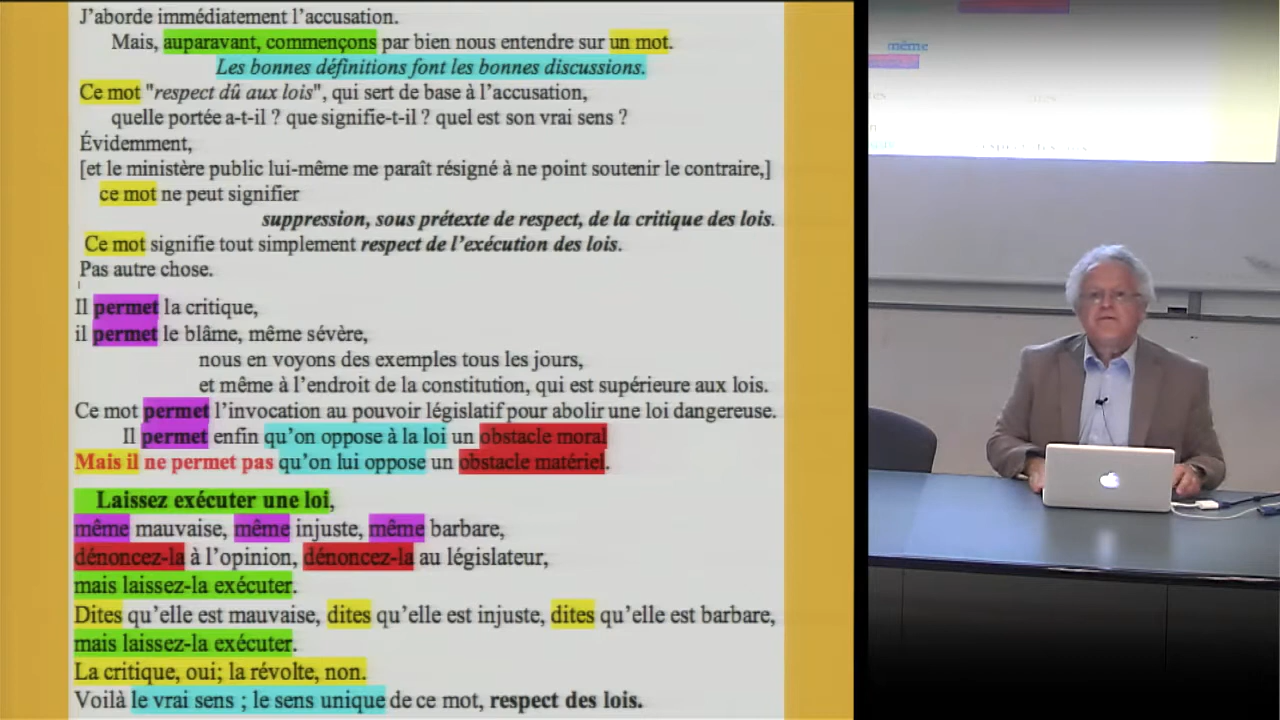 J’aborde immédiatement l’accusation.
Mais, auparavant, commençons par bien nous entendre sur un mot.
Les bonnes définitions font les bonnes discussions.
Ce mot "respect dû aux lois", qui sert de base à l’accusation,
quelle portée a-t-il ? que signifie-t-il ? quel est son vrai sens ?
Évidemment,
[et le ministère public lui-même me paraît résigné à ne point soutenir le contraire,]
ce mot ne peut signifier
suppression, sous prétexte de respect, de la critique des lois.
Ce mot signifie tout simplement respect de l’exécution des lois.
Pas autre chose.
Il permet la critique,
il permet le blâme, même sévère,
nous en voyons des exemples tous les jours,
et même à l’endroit de la constitution, qui est supérieure aux lois.
Ce mot permet l’invocation au pouvoir législatif pour abolir une loi dangereuse.
Il permet enfin qu’on oppose à la loi un obstacle moral
Mais il ne permet pas qu’on lui oppose un obstacle matériel.
Laissez exécuter une loi,
même mauvaise, même injuste, même barbare,
dénoncez-la à l’opinion, dénoncez-la au législateur,
mais laissez-la exécuter.
Dites qu’elle est mauvaise, dites qu’elle est injuste, dites qu’elle est barbare,
mais laissez-la exécuter.
La critique, oui; la révolte, non.
Voilà le vrai sens ; le sens unique de ce mot, respect des lois.
même